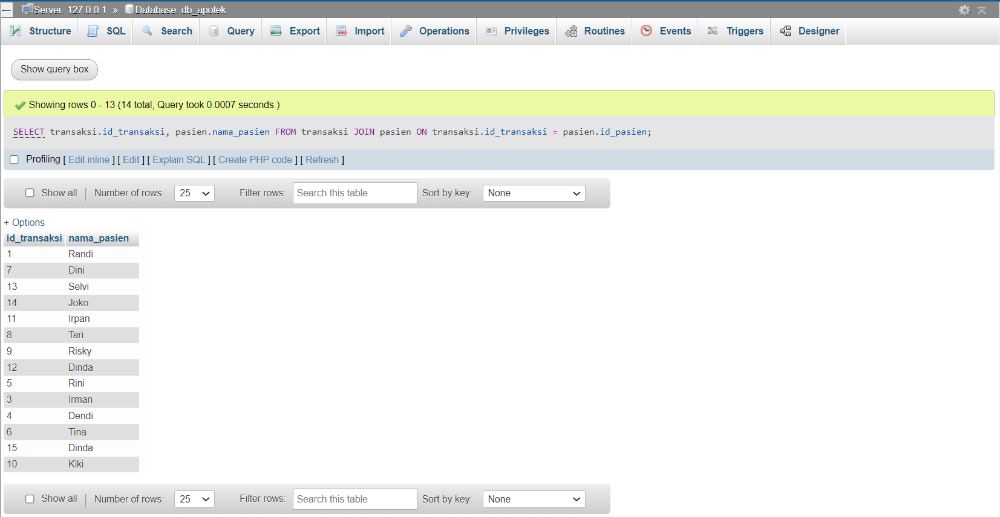 Server: 127.0.0.1 » Database: db_apotek
Structure SQL Search Query Export Import Operations Privileges Routines Events Triggers Designer
Show query box
Showing rows 0 - 13 (14 total, Query took 0.0007 seconds.)
SELECT transaksi.id_transaksi, pasien.nama_pasien FROM transaksi JOIN pasien ON transaksi.id_transaksi = pasien.id_pasien;
Profiling [ Edit inline ] [ Edit ] [ Explain SQL ] [ Create PHP code ] [ Refresh ]
Show all | Number of rows: 25 Filter rows: Search this table Sort by key: None
+ Options
id_transaksi nama_pasien
1 Randi
7 Dini
13 Selvi
14 Joko
11 Irpan
8 Tari
9 Risky
12 Dinda
5 Rini
3 Irman
4 Dendi
6 Tina
15 Dinda
10 Kiki
Show all | Number of rows: 25 Filter rows: Search this table Sort by key: None